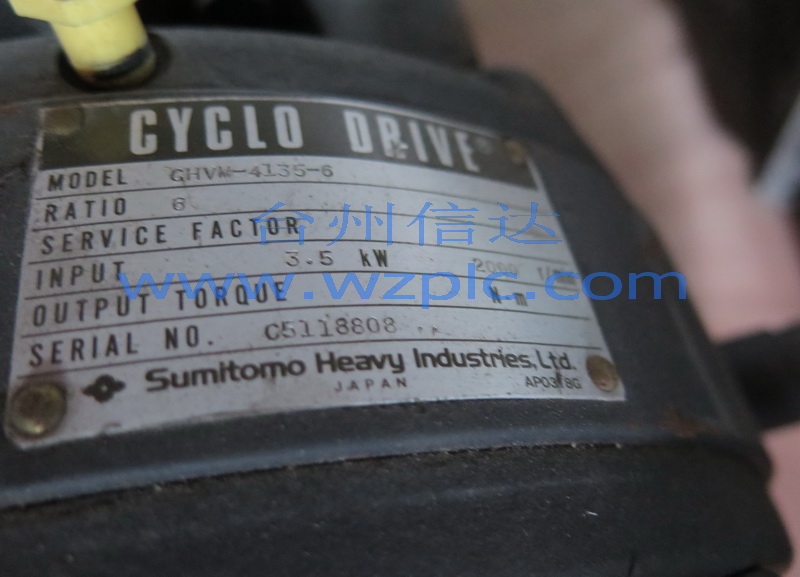 CYCLO DRIVE
MODEL GHVM-4135-6
RATIO 6
SERVICE FACTOR
台州信达
INPUT 3.5 kW 2000
www.wzplc.com
OUTPUT TORQUE N-m
SERIAL NO. C5118808
Sumitomo Heavy Industries, Ltd.
JAPAN